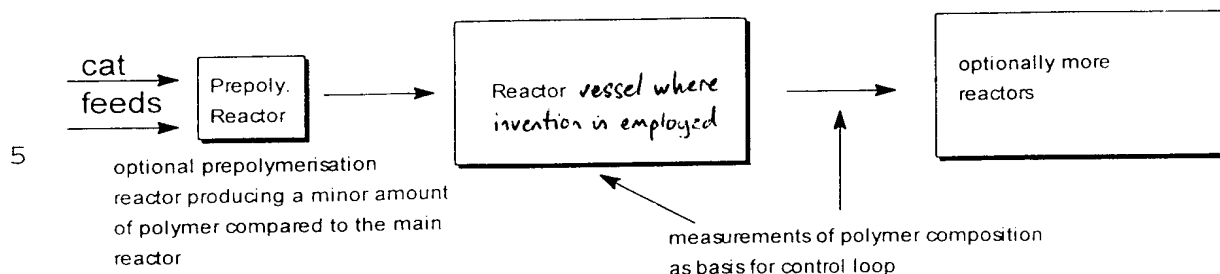 cat
feeds
Prepoly.
Reactor
Reactor vessel where
invention is employed
optionally more
reactors
5
optional prepolymerisation
reactor producing a minor amount
of polymer compared to the main
reactor
measurements of polymer composition
as basis for control loop